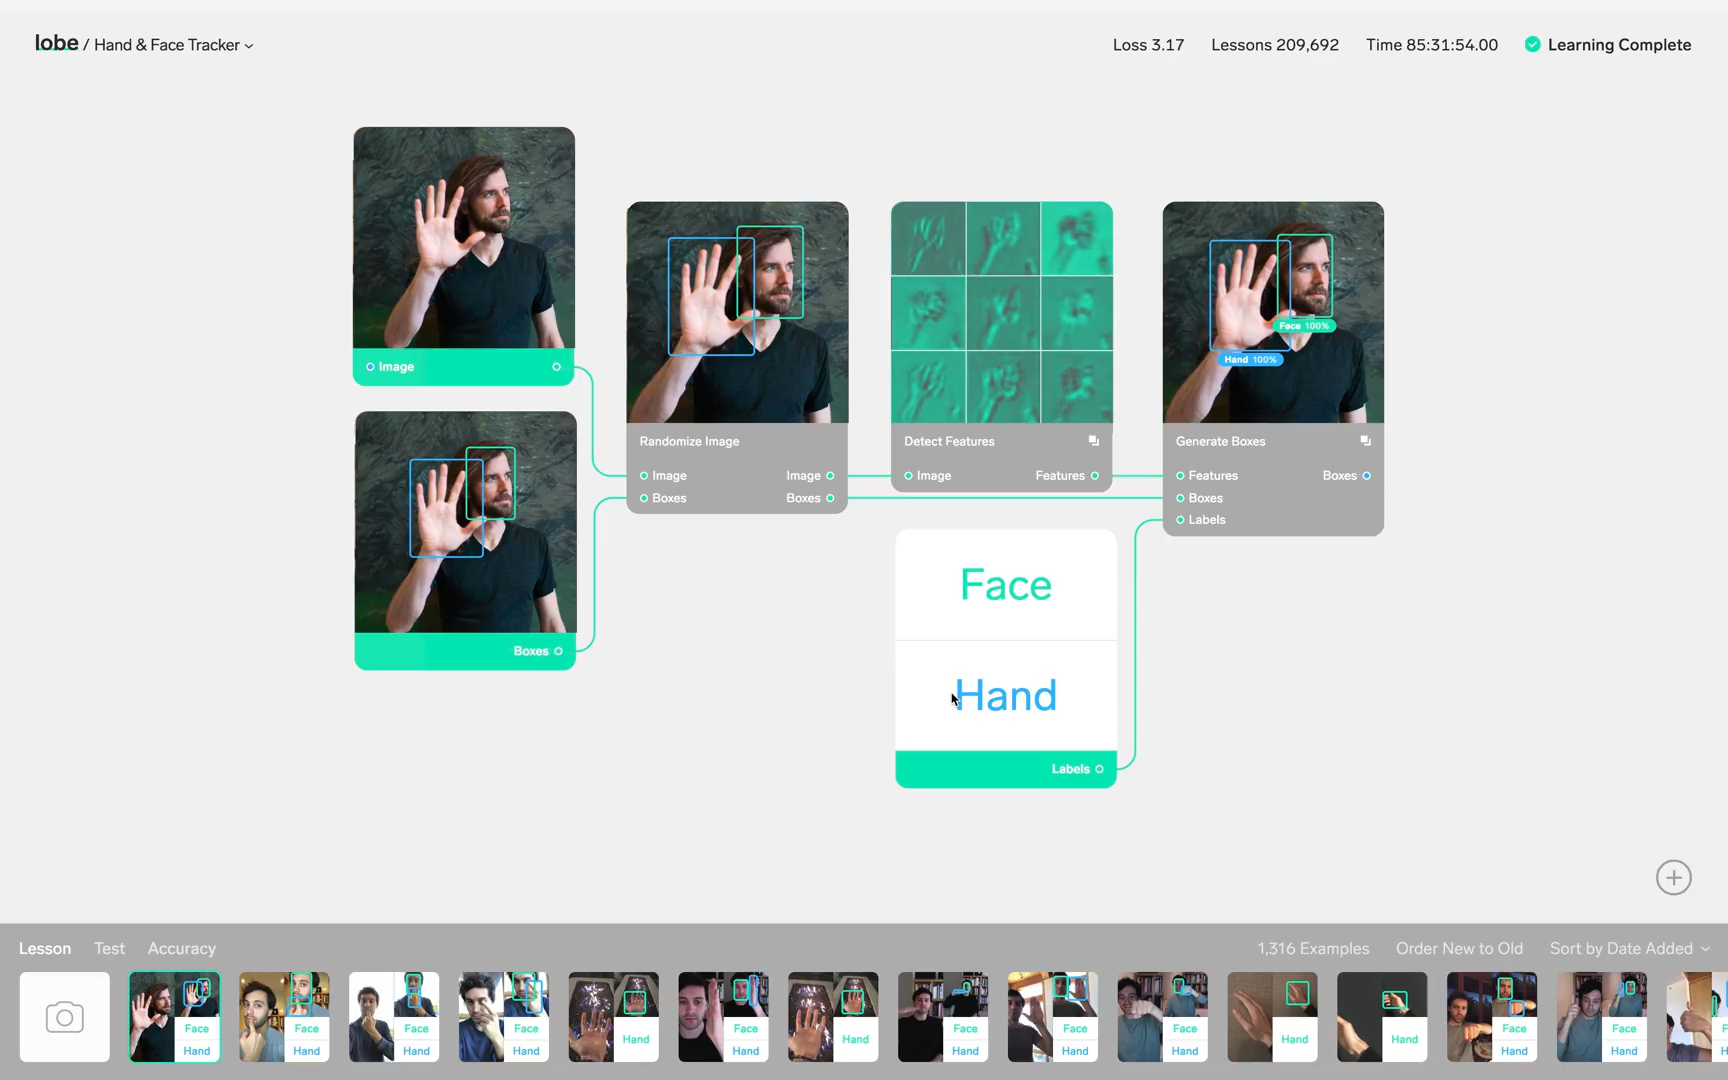 lobe / Hand & Face Tracker
Loss 3.17
Lessons 209,692
Time 85:31:54.00
Learning Complete
Image
Boxes
Randomize Image
Image Image
Boxes Boxes
Detect Features
Image Features
Face 100%
Hand 100%
Generate Boxes
Features Boxes
Boxes
Labels
Face
Hand
Labels
Lesson
Test
Accuracy
1,316 Examples
Order New to Old
Sort by Date Added
Face
Hand
Face
Hand
Face
Hand
Face
Hand
Hand
Face
Hand
Hand
Face
Hand
Face
Hand
Face
Hand
Hand
Hand
Face
Hand
Face
Hand